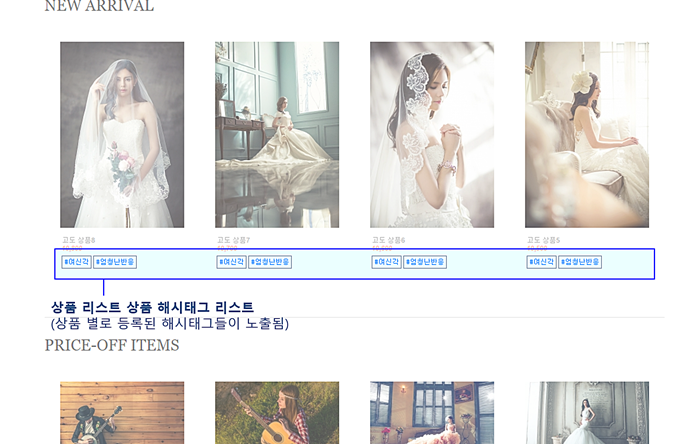 NEW ARRIVAL
고도 상품8
고도 상품7
고도 상품6
고도 상품5
#여신각 #엄청난반응
#여신각 #엄청난반응
#여신각 #엄청난반응
#여신각 #엄청난반응
상품 리스트 상품 해시태그 리스트
(상품 별로 등록된 해시태그들이 노출됨)
PRICE-OFF ITEMS